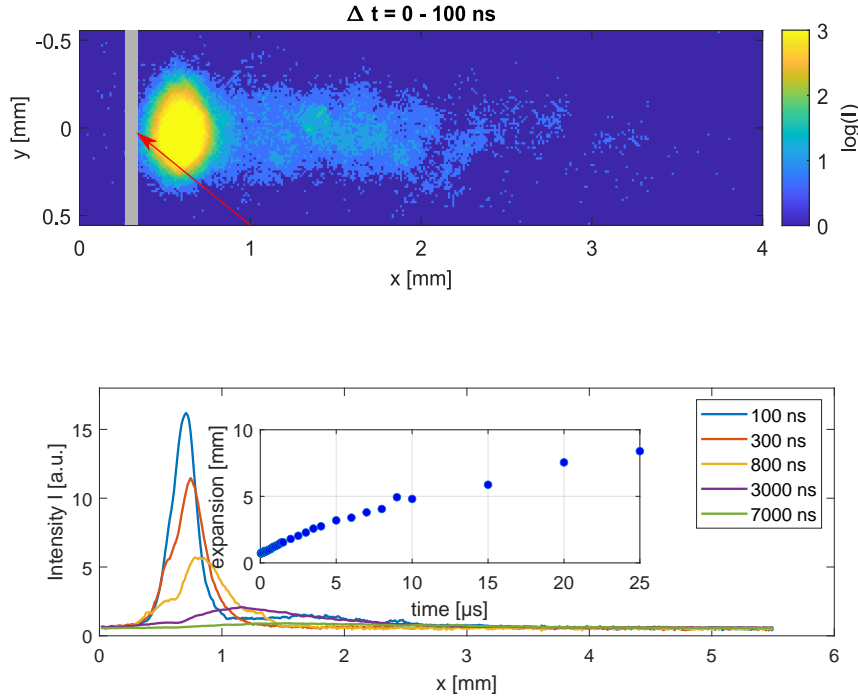 Δ t = 0 - 100 ns
-0.5
0
0.5
y [mm]
0
1
2
3
4
x [mm]
3
2
1
0
log(I)
15
10
5
0
Intensity I [a.u.]
0
1
2
3
4
5
6
x [mm]
10
5
0
expansion [mm]
0
5
10
15
20
25
time [µs]
100 ns
300 ns
800 ns
3000 ns
7000 ns